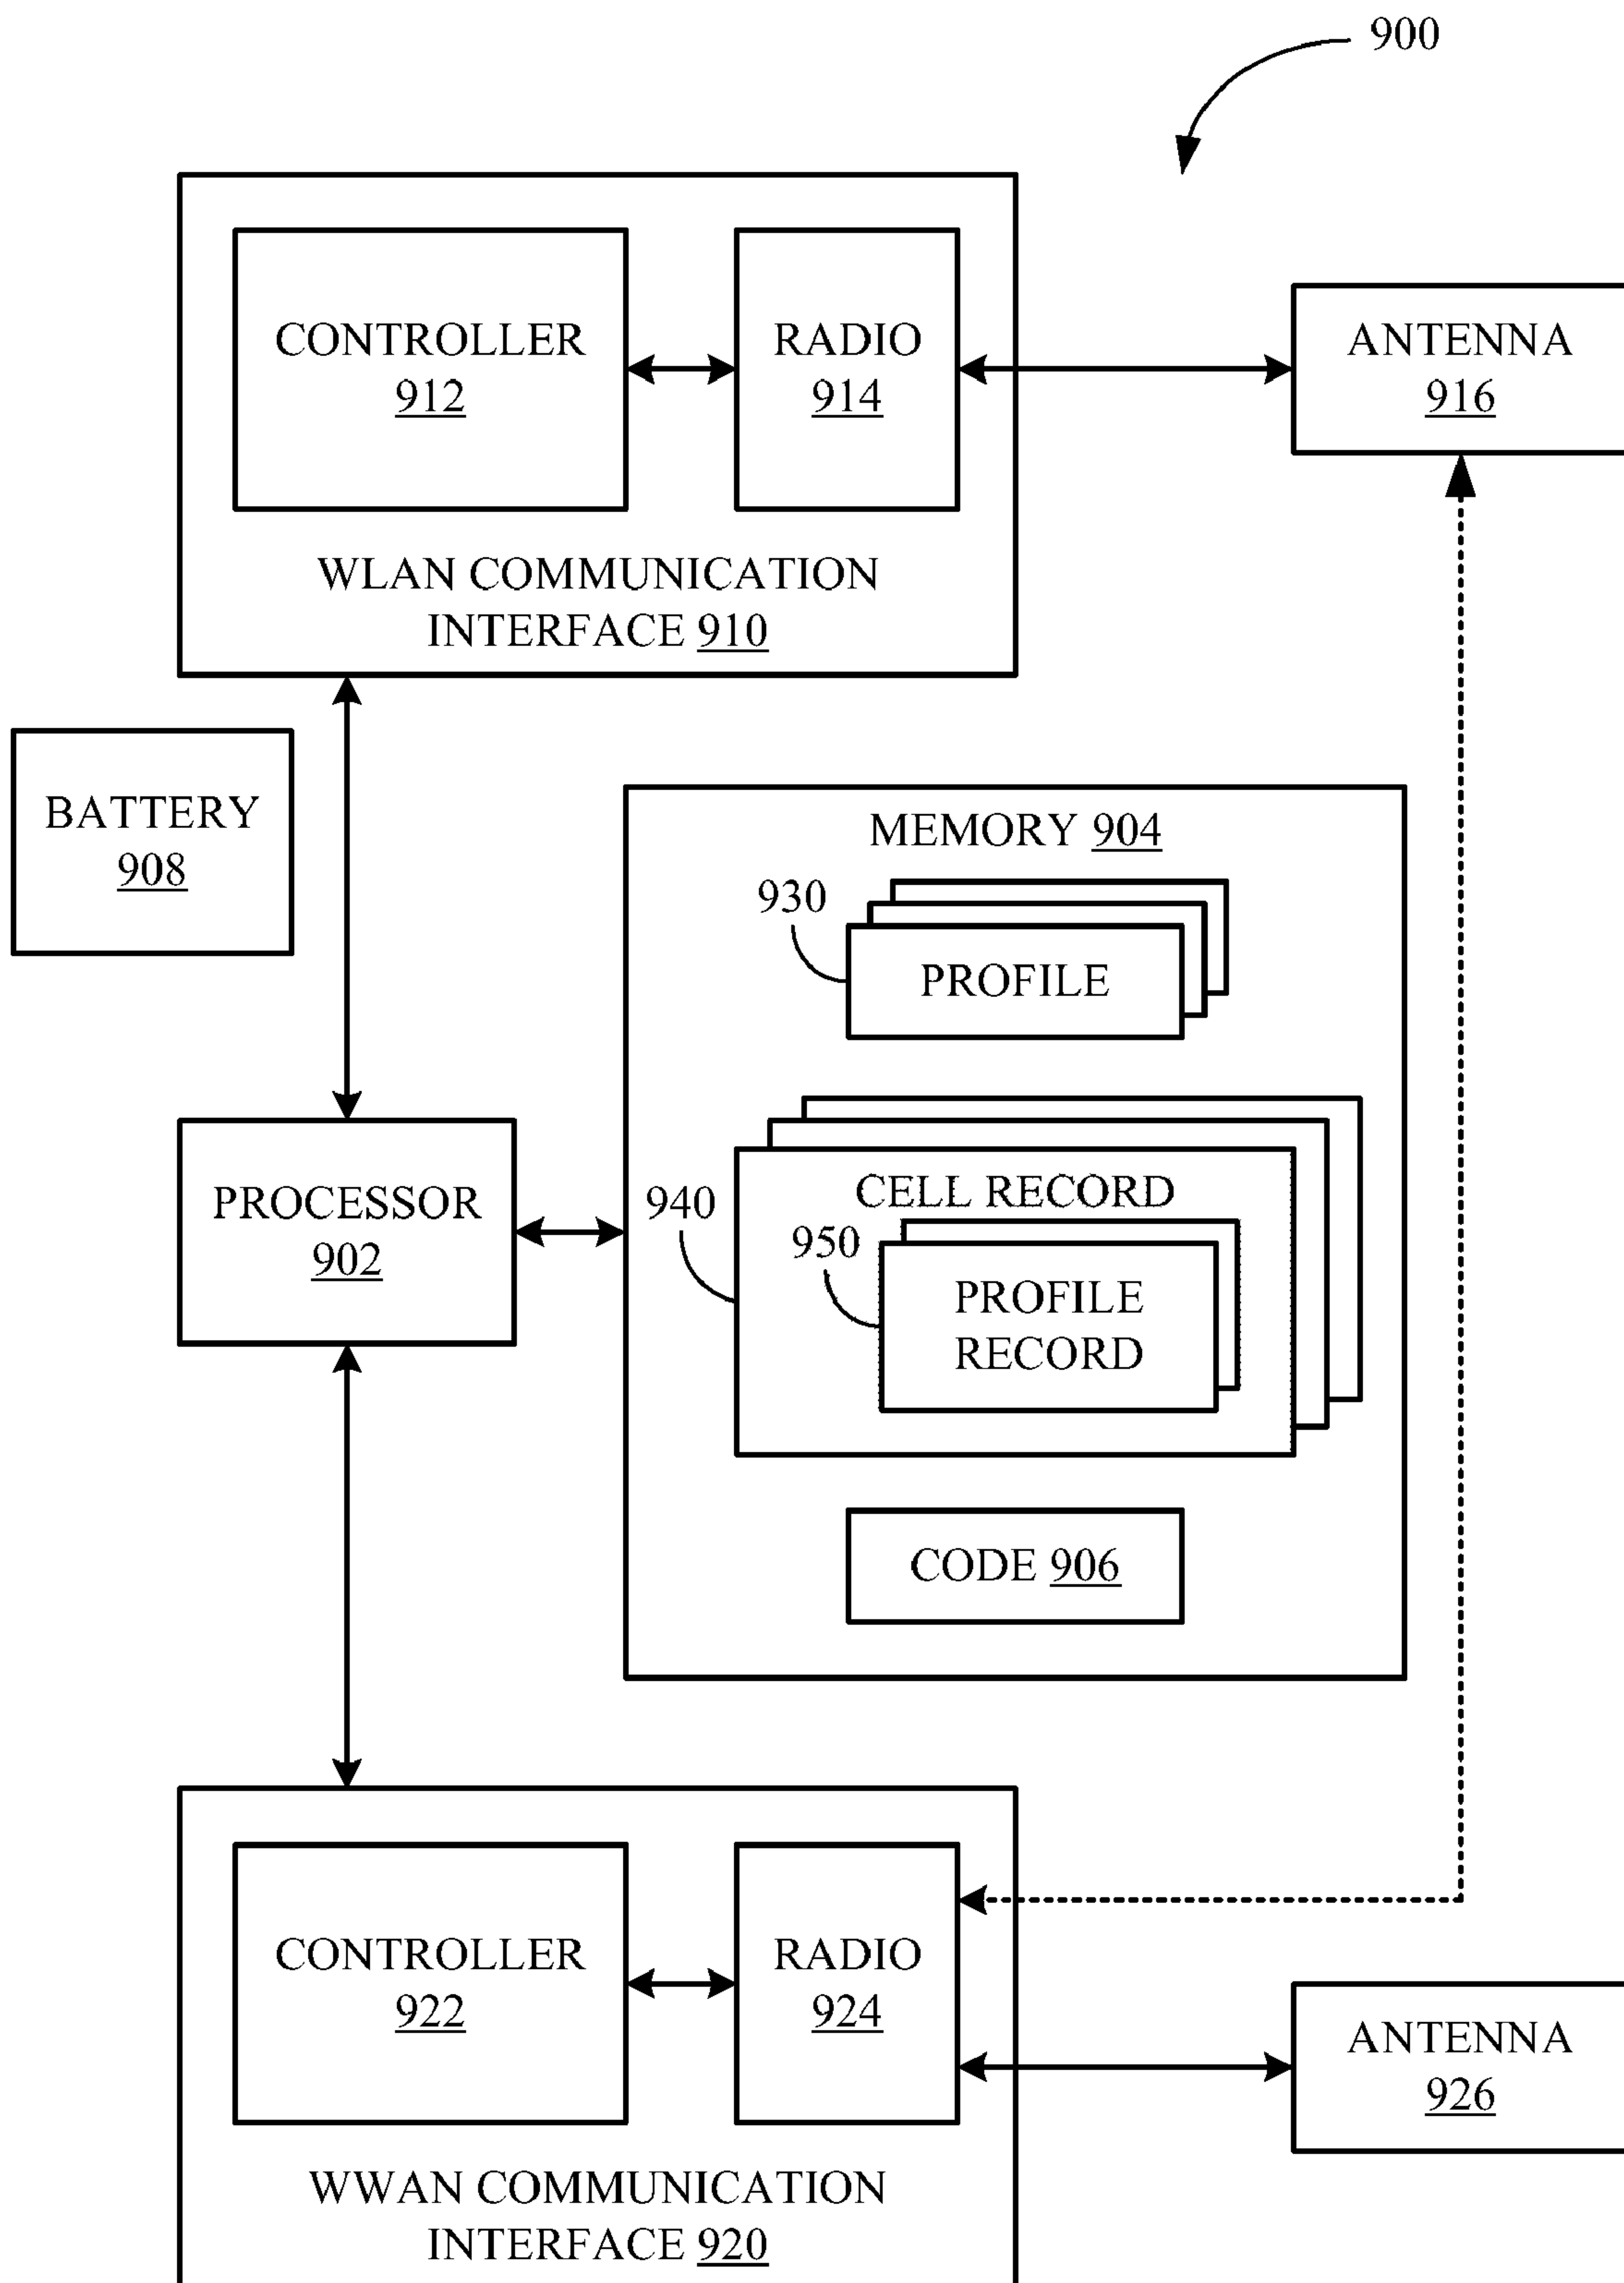 900
CONTROLLER
912
RADIO
914
ANTENNA
916
WLAN COMMUNICATION
INTERFACE 910
BATTERY
908
MEMORY 904
930
PROFILE
PROCESSOR
902
940
CELL RECORD
950
PROFILE
RECORD
CODE 906
CONTROLLER
922
RADIO
924
ANTENNA
926
WWAN COMMUNICATION
INTERFACE 920